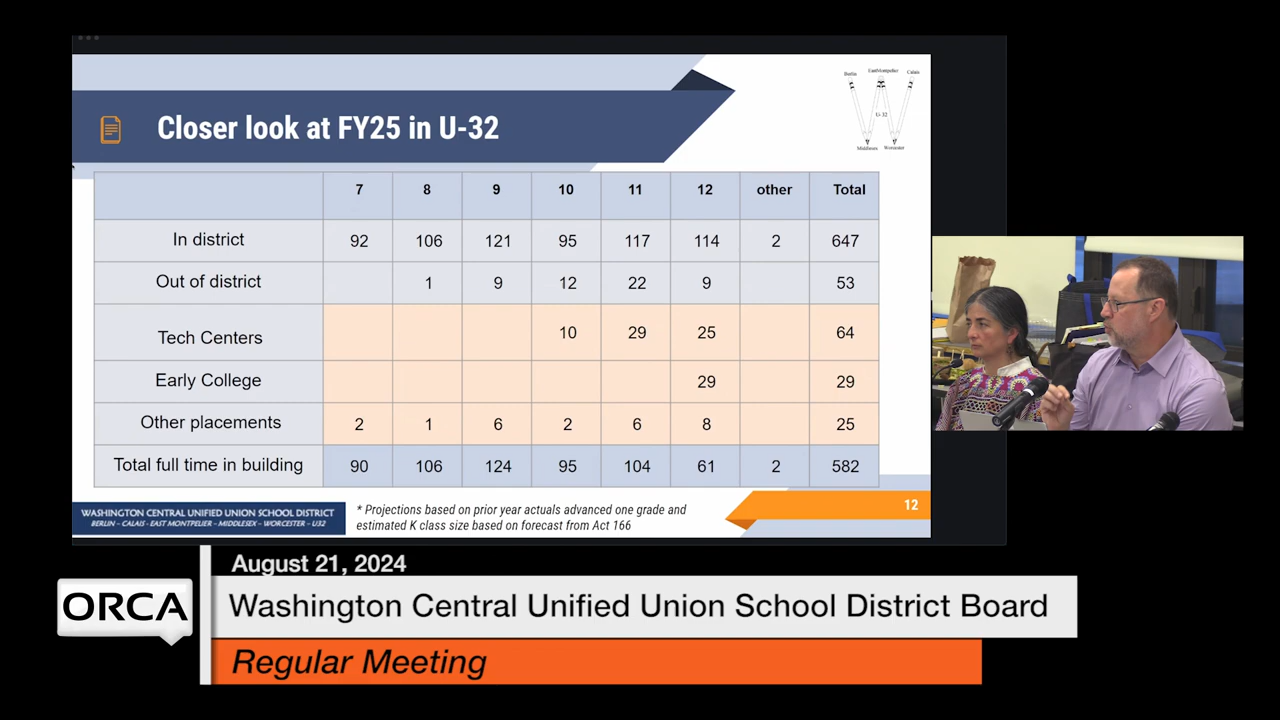 Closer look at FY25 in U-32
Berlin East Montpelier Calais
U-32
Middlesex Worcester
7 8 9 10 11 12 other Total
In district 92 106 121 95 117 114 2 647
Out of district 1 9 12 22 9 53
Tech Centers 10 29 25 64
Early College 29 29
Other placements 2 1 6 2 6 8 25
Total full time in building 90 106 124 95 104 61 2 582
WASHINGTON CENTRAL UNIFIED UNION SCHOOL DISTRICT
BERLIN – CALAIS - EAST MONTPELIER – MIDDLESEX – WORCESTER – U32
* Projections based on prior year actuals advanced one grade and
estimated K class size based on forecast from Act 166
12
August 21, 2024
ORCA
Washington Central Unified Union School District Board
Regular Meeting